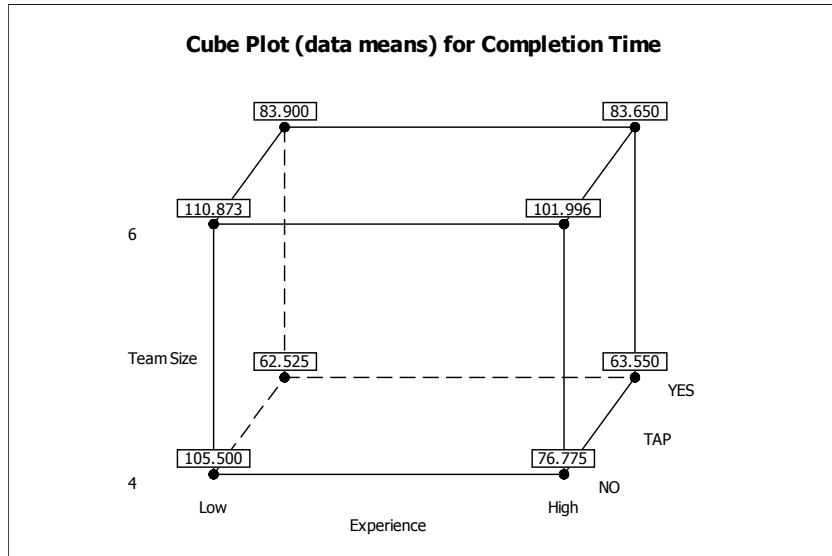 Cube Plot (data means) for Completion Time
83.900 83.650
110.873 101.996
6
Team Size
62.525 63.550
YES
TAP
105.500 76.775
4
NO
Low High
Experience